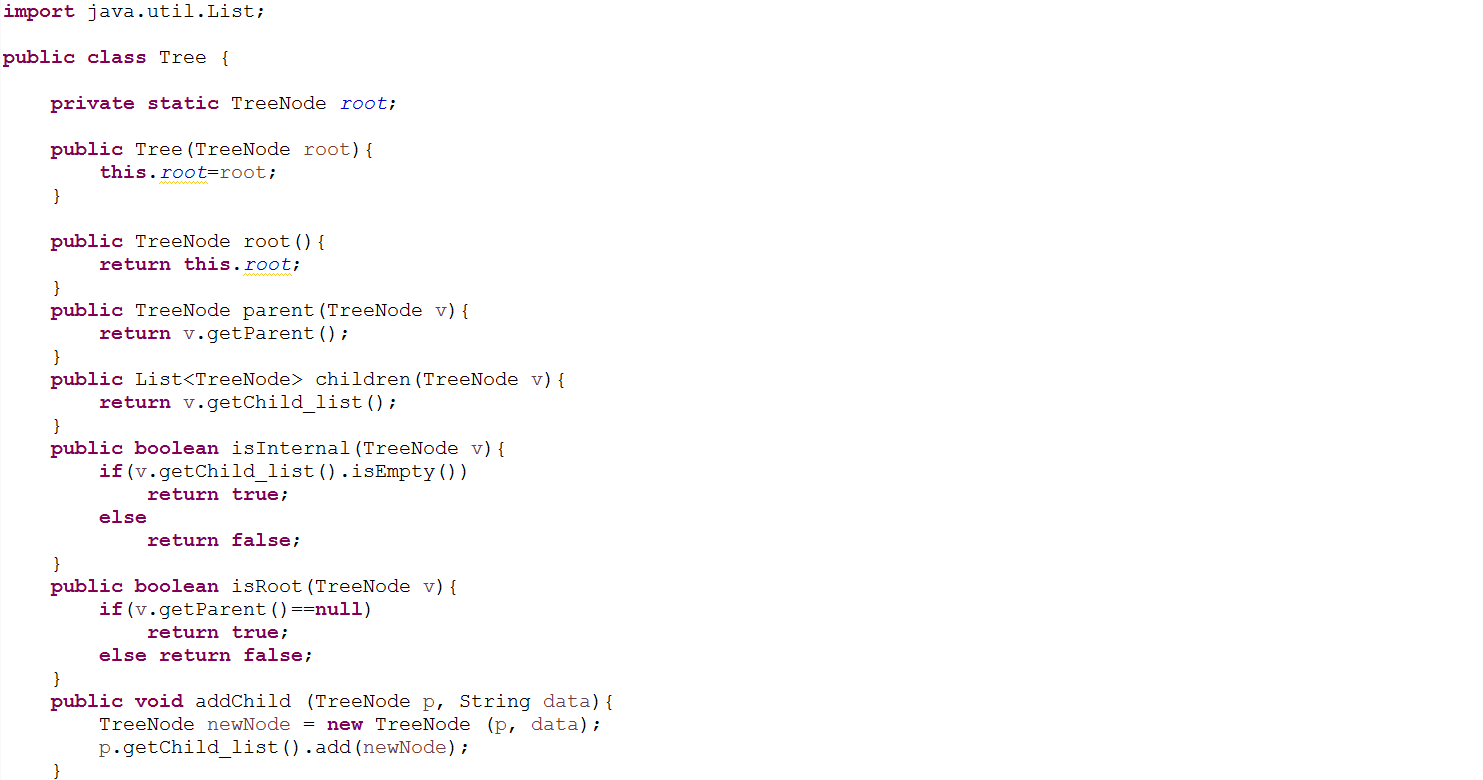 import java.util.List;
public class Tree {
private static TreeNode root;
public Tree(TreeNode root){
this.root=root;
}
public TreeNode root(){
return this.root;
}
public TreeNode parent(TreeNode v){
return v.getParent();
}
public List<TreeNode> children(TreeNode v){
return v.getChild_list();
}
public boolean isInternal(TreeNode v){
if(v.getChild_list().isEmpty())
return true;
else
return false;
}
public boolean isRoot(TreeNode v){
if(v.getParent()==null)
return true;
else return false;
}
public void addChild (TreeNode p, String data){
TreeNode newNode = new TreeNode (p, data);
p.getChild_list().add(newNode);
}